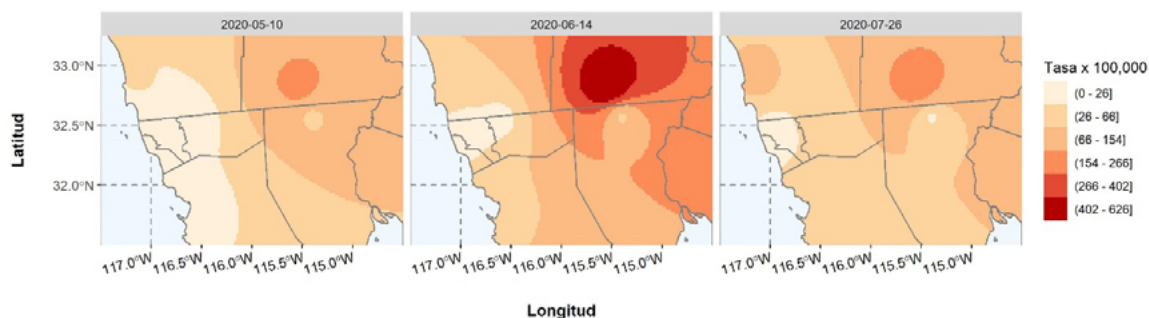 2020-05-10
2020-06-14
2020-07-26
33.0°N
32.5°N
32.0°N
Latitud
117.0°W 116.5°W 116.0°W 115.5°W 115.0°W
117.0°W 116.5°W 116.0°W 115.5°W 115.0°W
117.0°W 116.5°W 116.0°W 115.5°W 115.0°W
Longitud
Tasa x 100,000
(0 - 26]
(26 - 66]
(66 - 154]
(154 - 266]
(266 - 402]
(402 - 626]